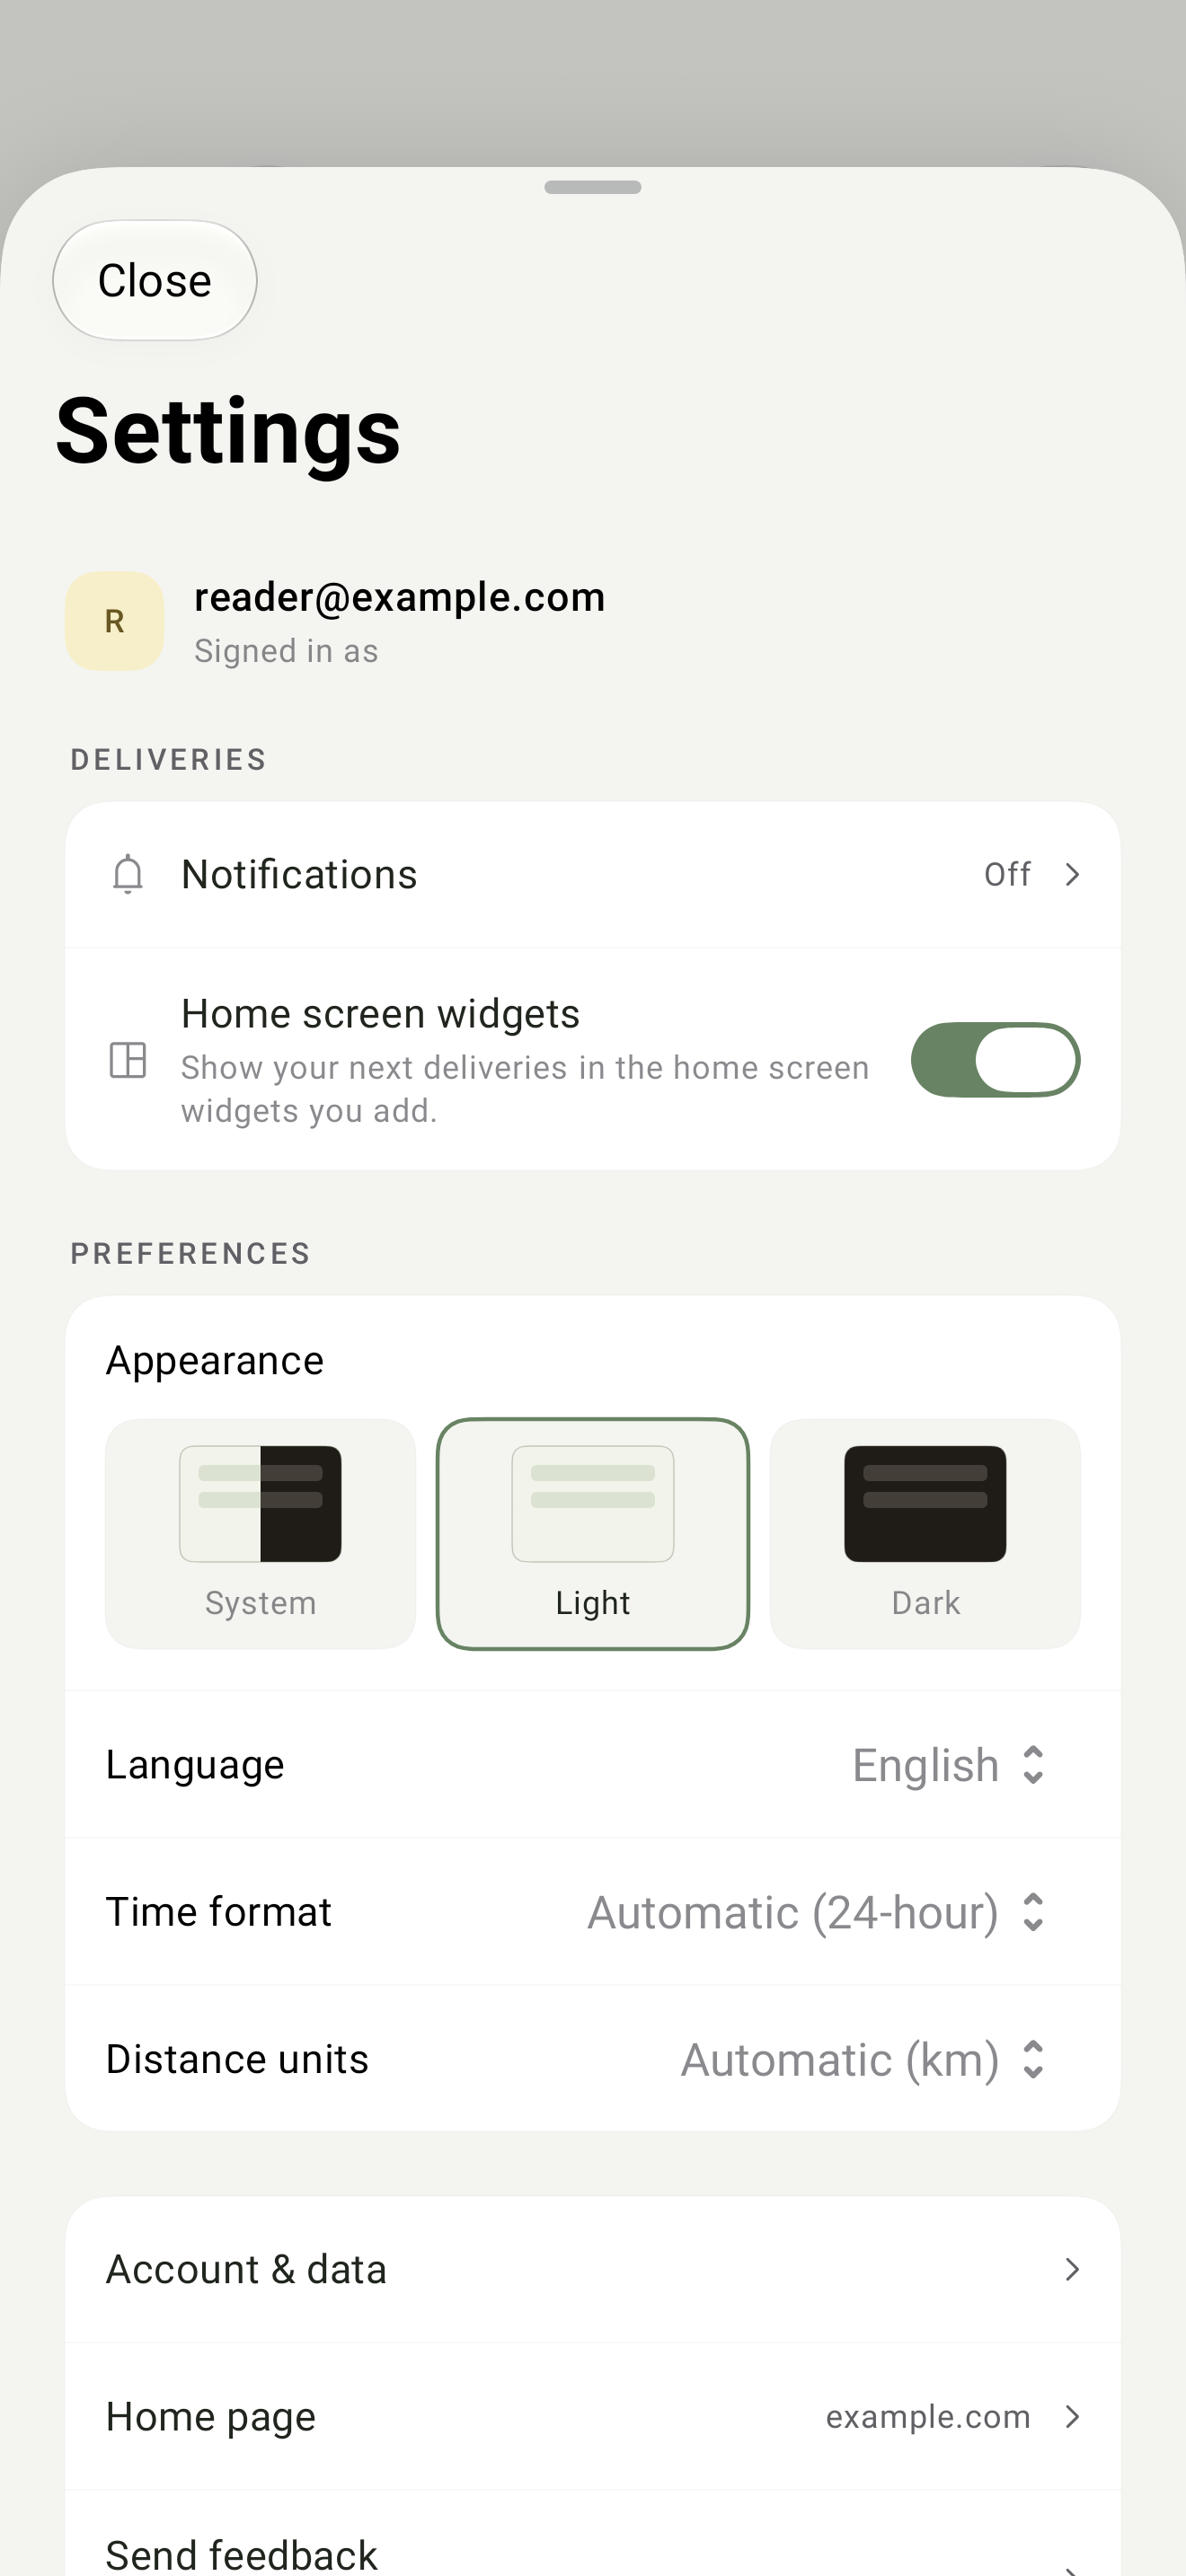 Close
Settings
R
reader@example.com
Signed in as
DELIVERIES
Notifications
Off
Home screen widgets
Show your next deliveries in the home screen
widgets you add.
PREFERENCES
Appearance
System
Light
Dark
Language
English
Time format
Automatic (24-hour)
Distance units
Automatic (km)
Account & data
Home page
example.com
Send feedback